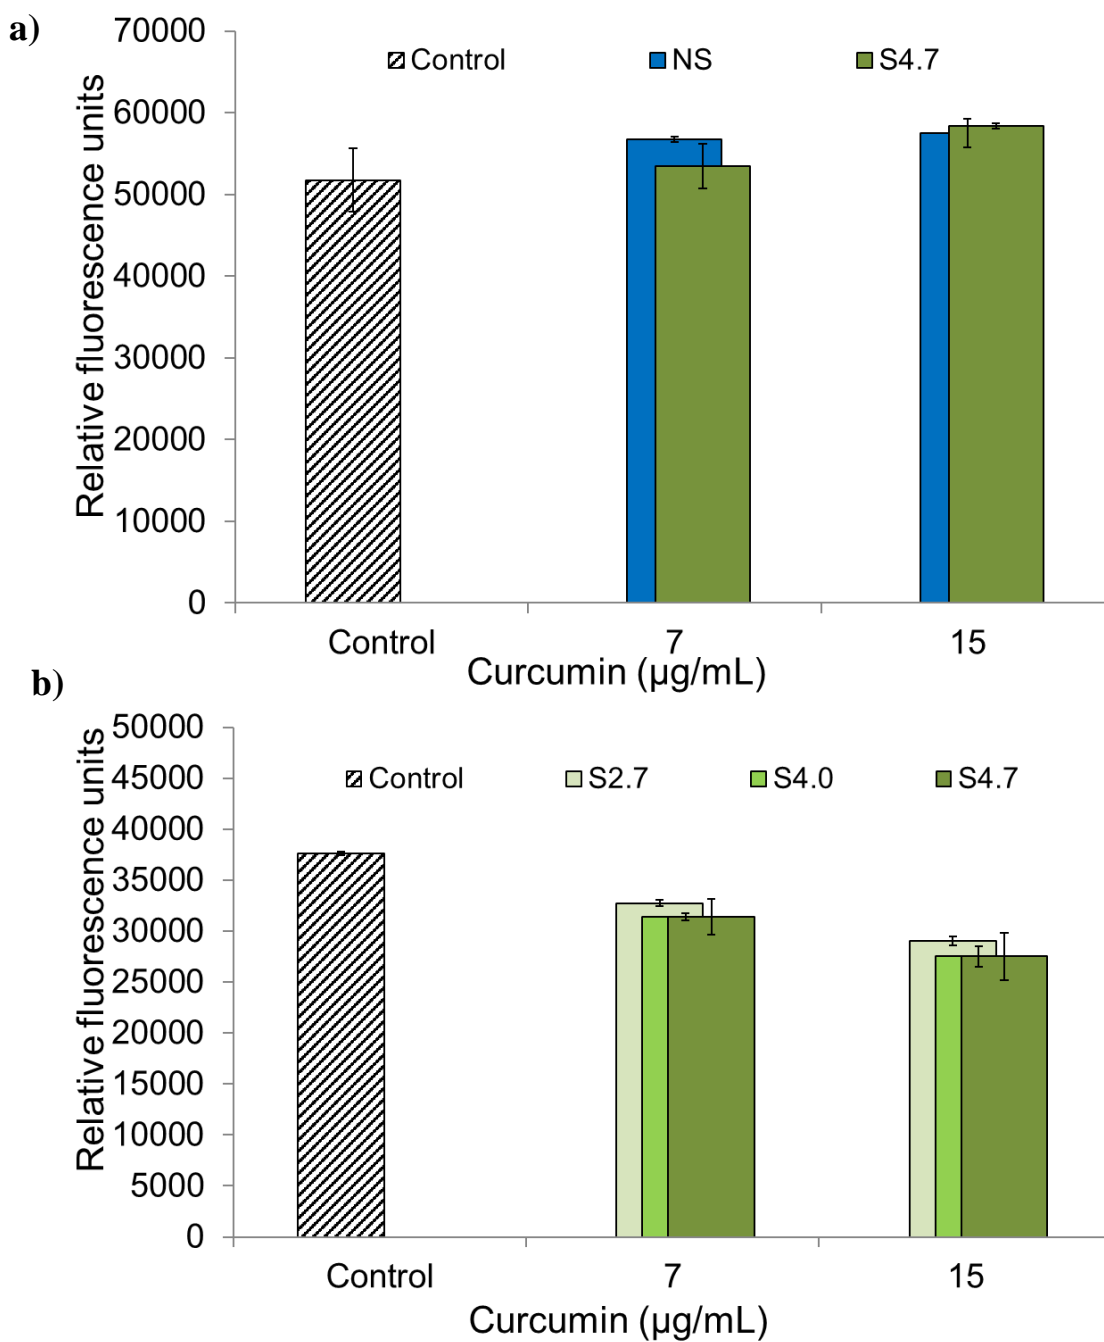 a)
Relative fluorescence units
70000
60000
50000
40000
30000
20000
10000
0
Control NS S4.7
Control 7 15
Curcumin (µg/mL)
b)
Relative fluorescence units
50000
45000
40000
35000
30000
25000
20000
15000
10000
5000
0
Control S2.7 S4.0 S4.7
Control 7 15
Curcumin (µg/mL)